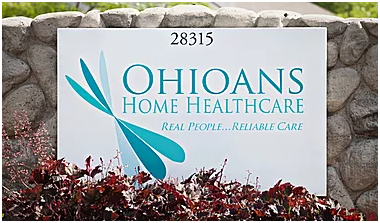 28315
OHIOANS
HOME HEALTHCARE
REAL PEOPLE...RELIABLE CARE